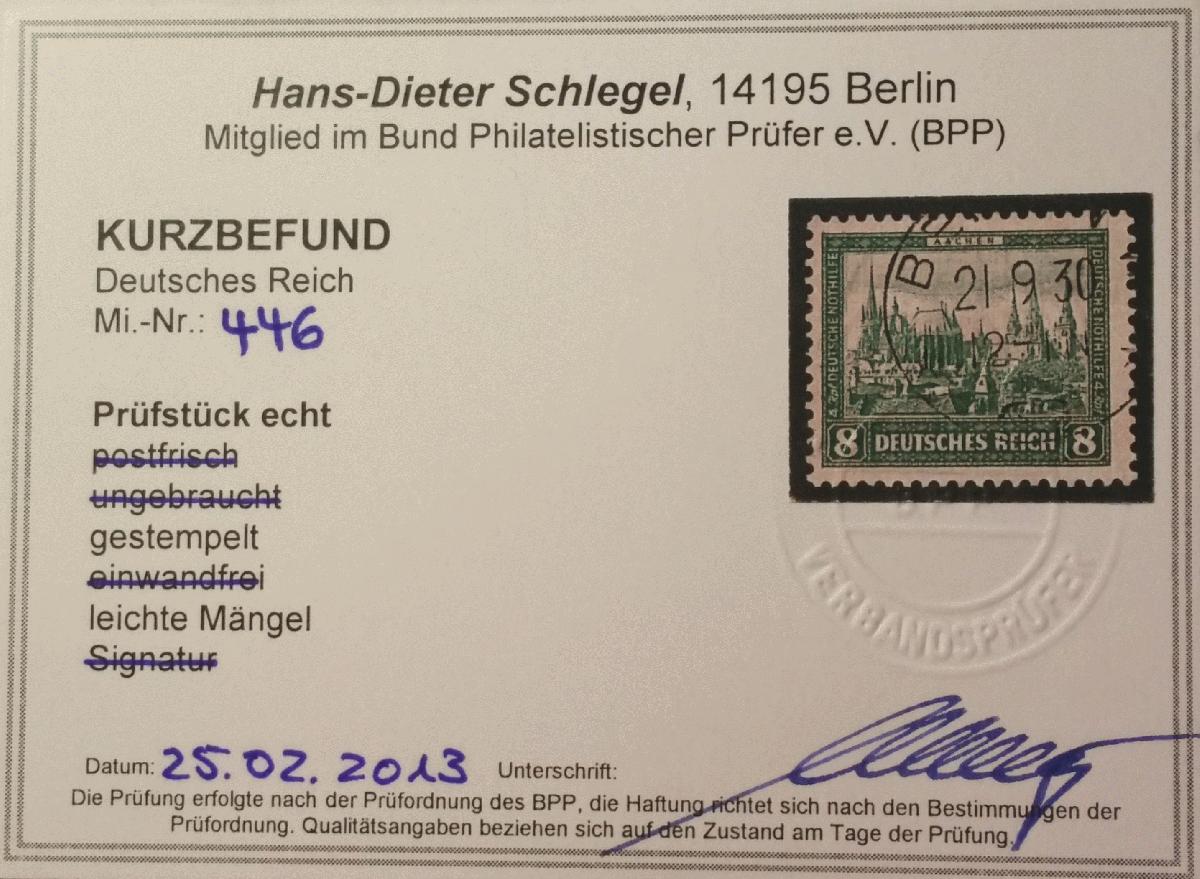 Hans-Dieter Schlegel, 14195 Berlin
Mitglied im Bund Philatelistischer Prüfer e.V. (BPP)
KURZBEFUND
Deutsches Reich
Mi.-Nr.: 446
AACHEN
DEUTSCHE NOTHILFE
DEUTSCHE NOTHILFE
B
21 9 30
12-
8 DEUTSCHES REICH 8
Prüfstück echt
postfrisch
ungebraucht
gestempelt
einwandfrei
leichte Mängel
Signatur
VERBANDSPRÜFER
Datum: 25.02.2013 Unterschrift:
Die Prüfung erfolgte nach der Prüfordnung des BPP, die Haftung richtet sich nach den Bestimmungen der
Prüfordnung. Qualitätsangaben beziehen sich auf den Zustand am Tage der Prüfung.